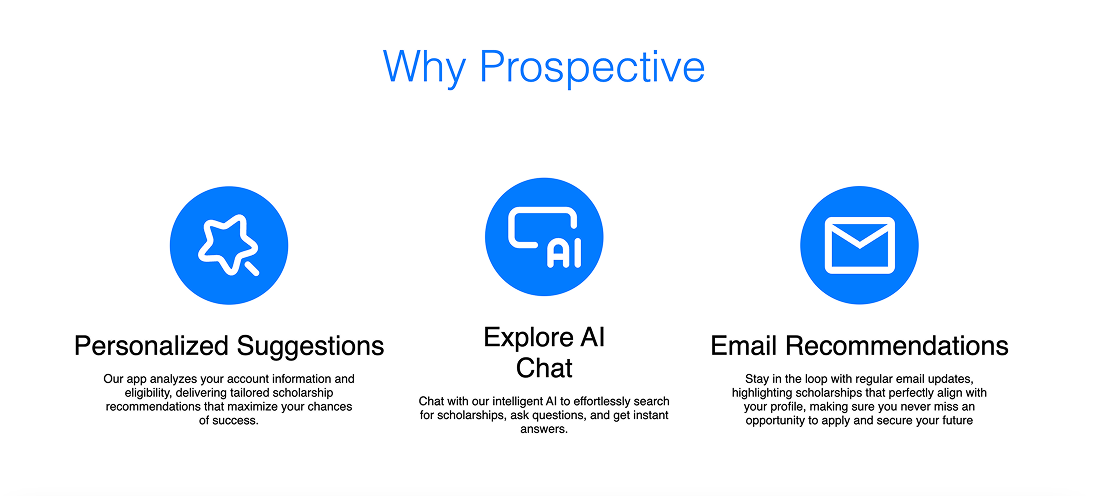 Why Prospective
AI
Personalized Suggestions
Our app analyzes your account information and
eligibility, delivering tailored scholarship
recommendations that maximize your chances
of success.
Explore AI
Chat
Chat with our intelligent AI to effortlessly search
for scholarships, ask questions, and get instant
answers.
Email Recommendations
Stay in the loop with regular email updates,
highlighting scholarships that perfectly align with
your profile, making sure you never miss an
opportunity to apply and secure your future